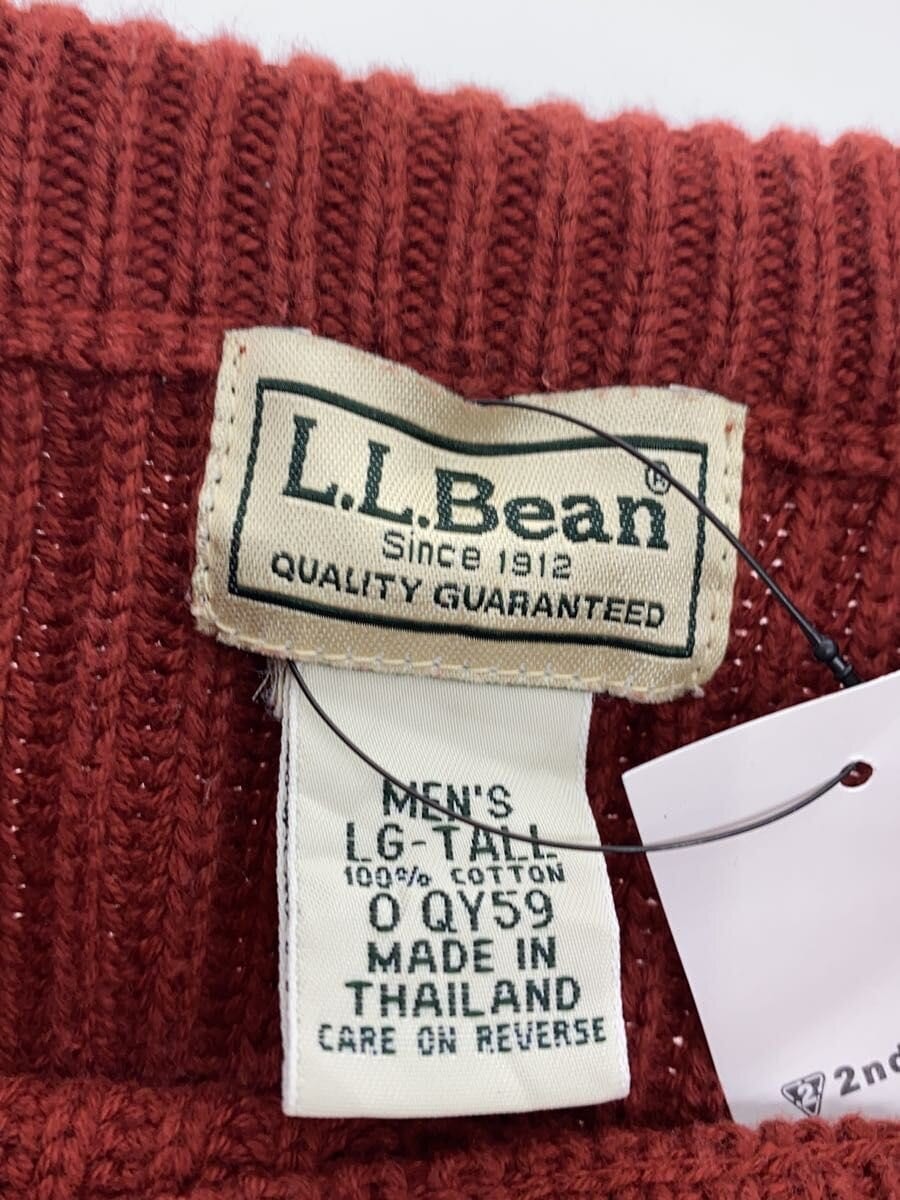 L.L.Bean®
Since 1912
QUALITY GUARANTEED
MEN'S
LG-TALL
100% COTTON
0 QY59
MADE IN
THAILAND
CARE ON REVERSE
2nd